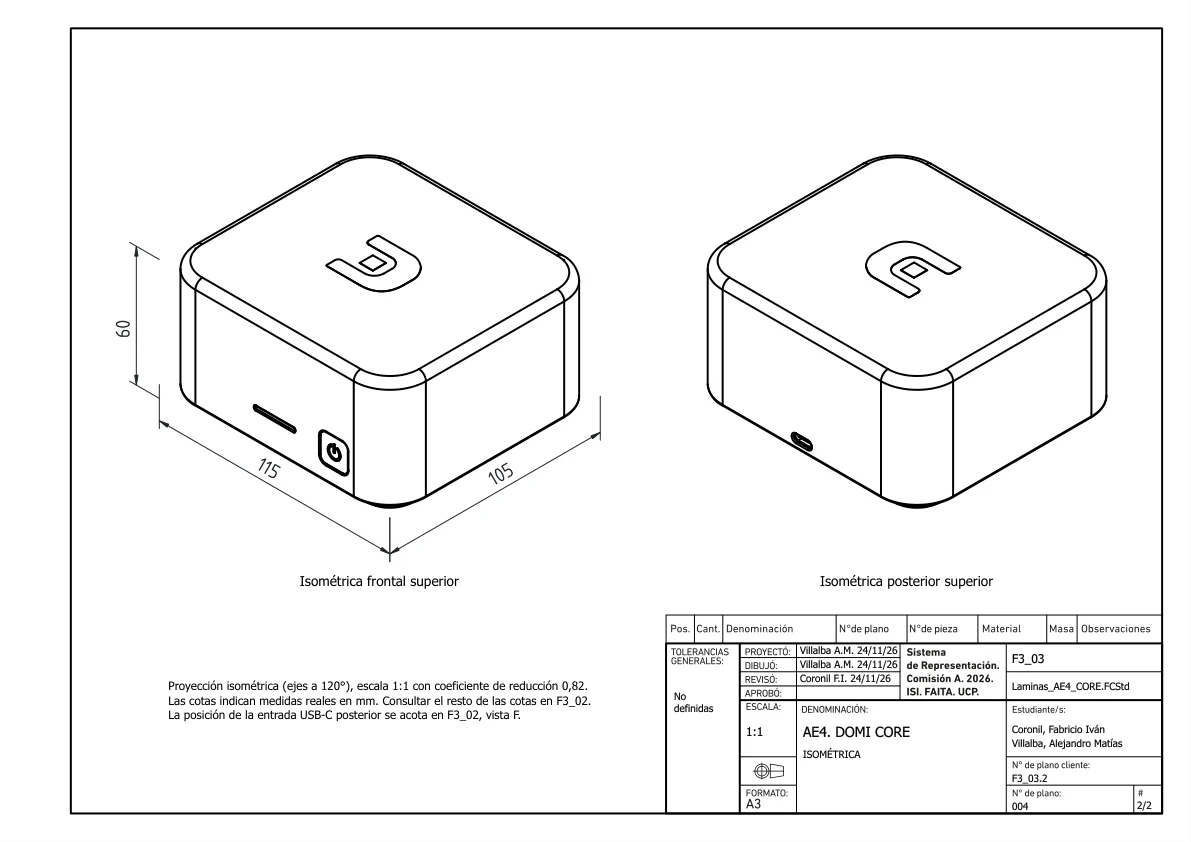 60
115
105
Isométrica frontal superior
Isométrica posterior superior
Proyección isométrica (ejes a 120°), escala 1:1 con coeficiente de reducción 0,82.
Las cotas indican medidas reales en mm. Consultar el resto de las cotas en F3_02.
La posición de la entrada USB-C posterior se acota en F3_02, vista F.
Pos. Cant. Denominación N°de plano N°de pieza Material Masa Observaciones
TOLERANCIAS
GENERALES:
No
definidas
PROYECTÓ: Villalba A.M. 24/11/26
DIBUJÓ: Villalba A.M. 24/11/26
REVISÓ: Coronil F.I. 24/11/26
APROBÓ:
Sistema
de Representación.
Comisión A. 2026.
ISI. FAITA. UCP.
F3_03
Laminas_AE4_CORE.FCStd
ESCALA:
1:1
DENOMINACIÓN:
AE4. DOMI CORE
ISOMÉTRICA
Estudiante/s:
Coronil, Fabricio Iván
Villalba, Alejandro Matías
N° de plano cliente:
F3_03.2
FORMATO:
A3
N° de plano:
004
#
2/2